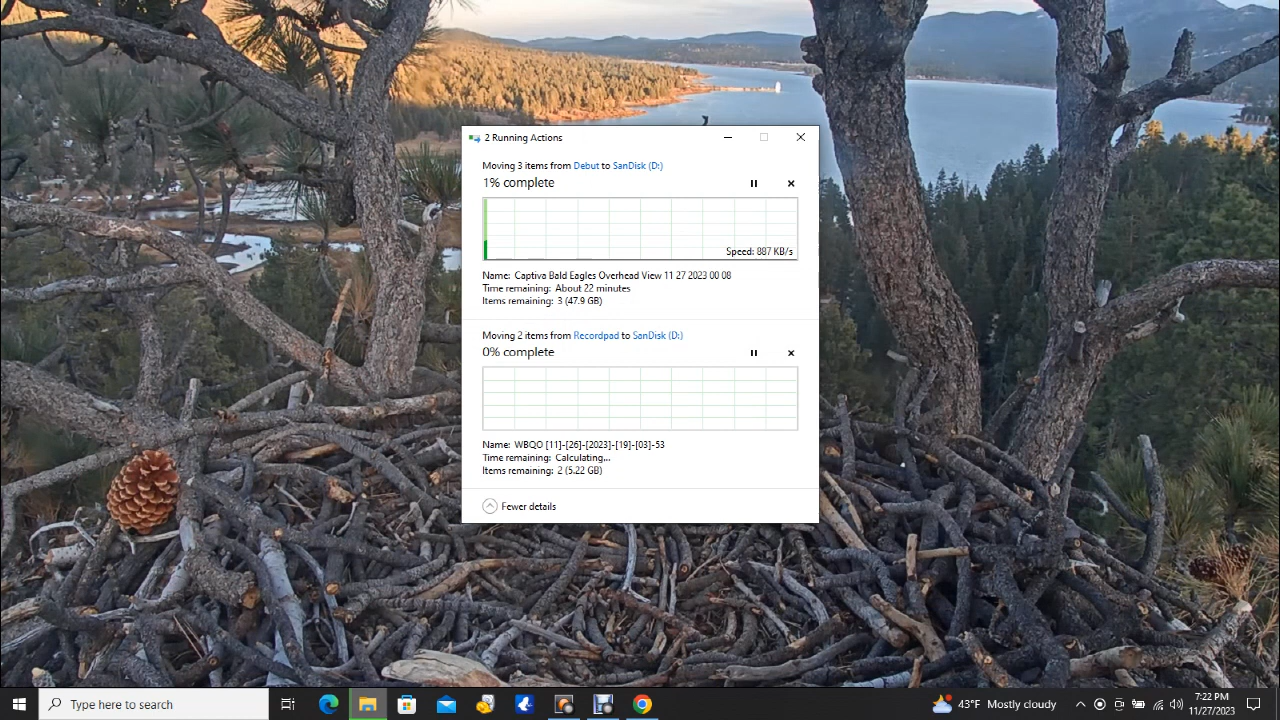 2 Running Actions
Moving 3 items from Debut to SanDisk (D:)
1% complete
Speed: 887 KB/s
Name: Captiva Bald Eagles Overhead View 11 27 2023 00 08
Time remaining: About 22 minutes
Items remaining: 3 (47.9 GB)
Moving 2 items from Recordpad to SanDisk (D:)
0% complete
Name: WBQO [11]-[26]-[2023]-[19]-[03]-53
Time remaining: Calculating...
Items remaining: 2 (5.22 GB)
Fewer details
Type here to search
43°F Mostly cloudy
7:22 PM
11/27/2023